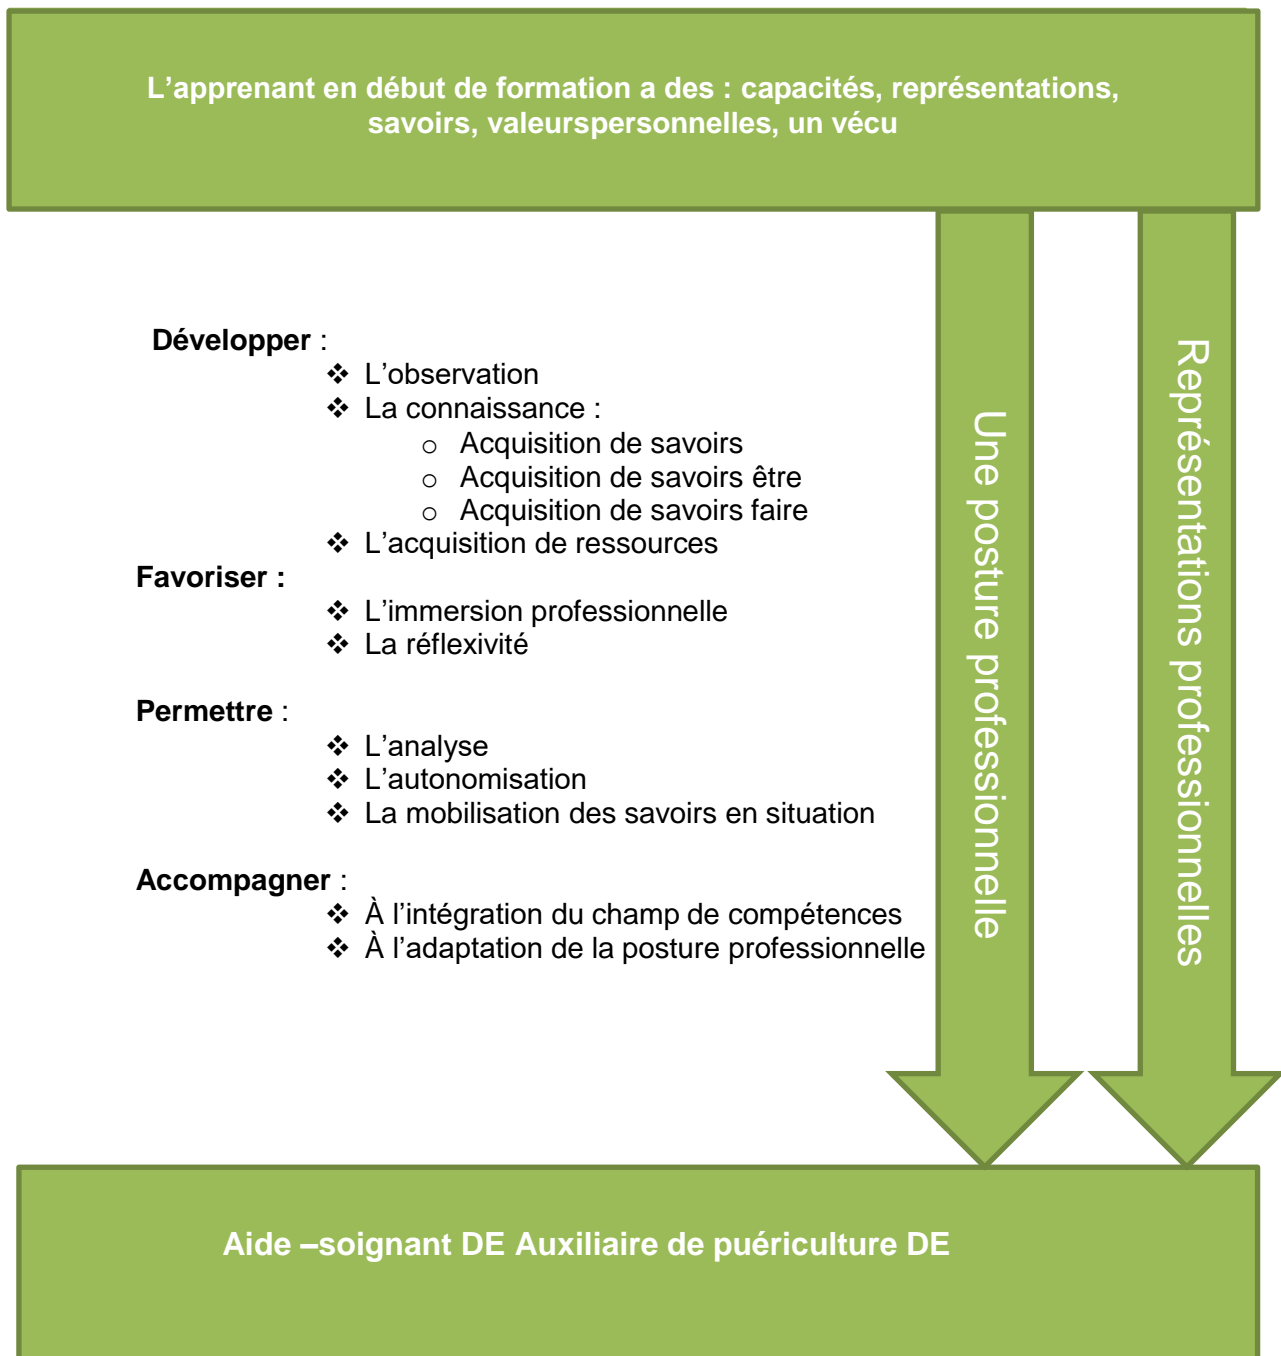 L’apprenant en début de formation a des : capacités, représentations,
savoirs, valeurspersonnelles, un vécu
Développer :
❖ L’observation
❖ La connaissance :
o Acquisition de savoirs
o Acquisition de savoirs être
o Acquisition de savoirs faire
❖ L’acquisition de ressources
Favoriser :
❖ L’immersion professionnelle
❖ La réflexivité
Permettre :
❖ L’analyse
❖ L’autonomisation
❖ La mobilisation des savoirs en situation
Accompagner :
❖ À l’intégration du champ de compétences
❖ À l’adaptation de la posture professionnelle
Une posture professionnelle
Représentations professionnelles
Aide –soignant DE Auxiliaire de puériculture DE